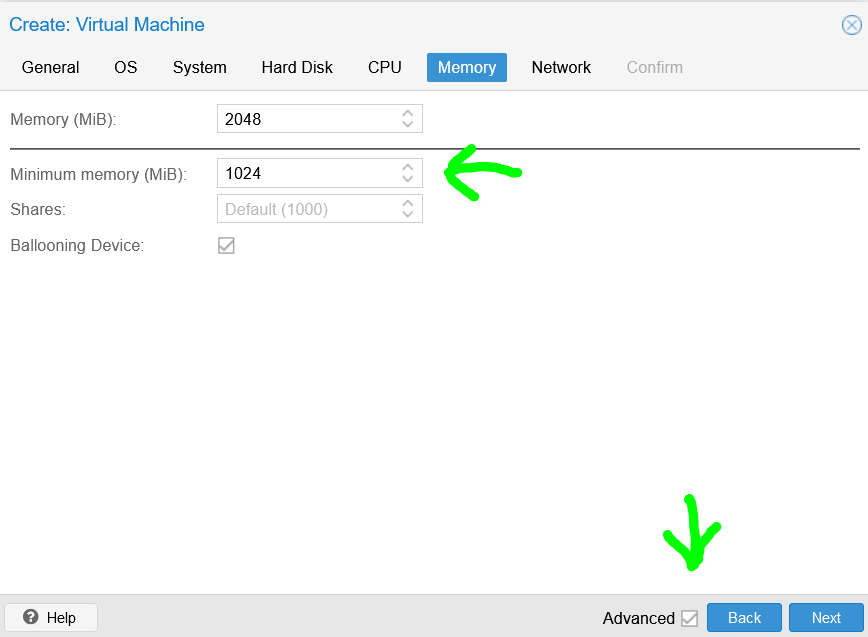 Create: Virtual Machine
General OS System Hard Disk CPU Memory Network Confirm
Memory (MiB): 2048
Minimum memory (MiB): 1024
Shares: Default (1000)
Ballooning Device:
Help Advanced Back Next